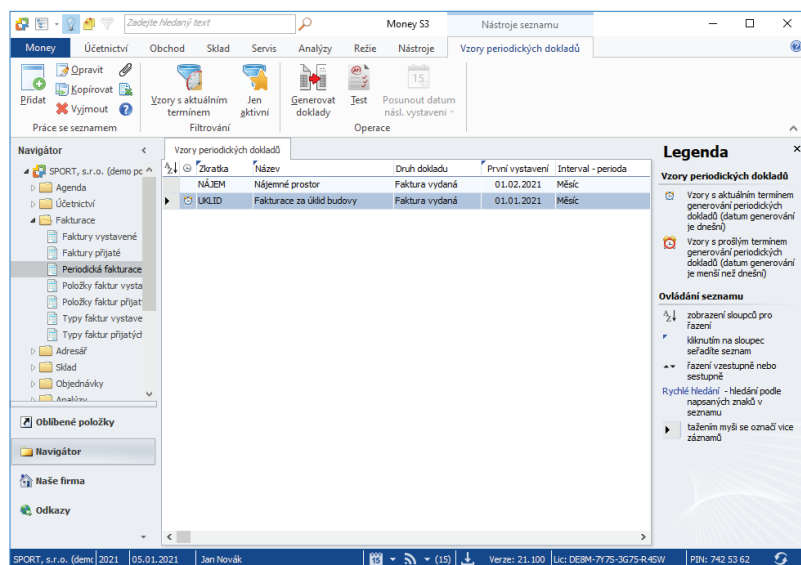 Zadejte hledaný text
Money S3
Nástroje seznamu
Money Účetnictví Obchod Sklad Servis Analýzy Režie Nástroje Vzory periodických dokladů
Přidat
Opravit
Kopírovat
Vyjmout
Vzory s aktuálním termínem
Jen aktivní
Generovat doklady
Test
15
Posunout datum násl. vystavení
Práce se seznamem Filtrování Operace
Navigátor
SPORT, s.r.o. (demo po
Agenda
Účetnictví
Fakturace
Faktury vystavené
Faktury přijaté
Periodická fakturace
Položky faktur vysta
Položky faktur přijat
Typy faktur vystave
Typy faktur přijatých
Adresář
Sklad
Objednávky
Analýzy
Oblíbené položky
Navigátor
Naše firma
Odkazy
Vzory periodických dokladů
Zkratka Název Druh dokladu První vystavení Interval - perioda
NÁJEM Nájemné prostor Faktura vydaná 01.02.2021 Měsíc
UKLID Fakturace za úklid budovy Faktura vydaná 01.01.2021 Měsíc
Legenda
Vzory periodických dokladů
Vzory s aktuálním termínem
generování periodických
dokladů (datum generování
je dnešní)
Vzory s prošlým termínem
generování periodických
dokladů (datum generování
je menší než dnešní)
Ovládání seznamu
zobrazení sloupců pro
řazení
kliknutím na sloupec
seřadíte seznam
řazení vzestupně nebo
sestupně
Rychlé hledání - hledání podle
napsaných znaků v
seznamu
tažením myši se označí více
záznamů
SPORT, s.r.o. (demo 2021 05.01.2021 Jan Novák 15 (15) Verze: 21.100 Lic: DE8M-7Y7S-3G75-R4SW PIN: 742 53 62